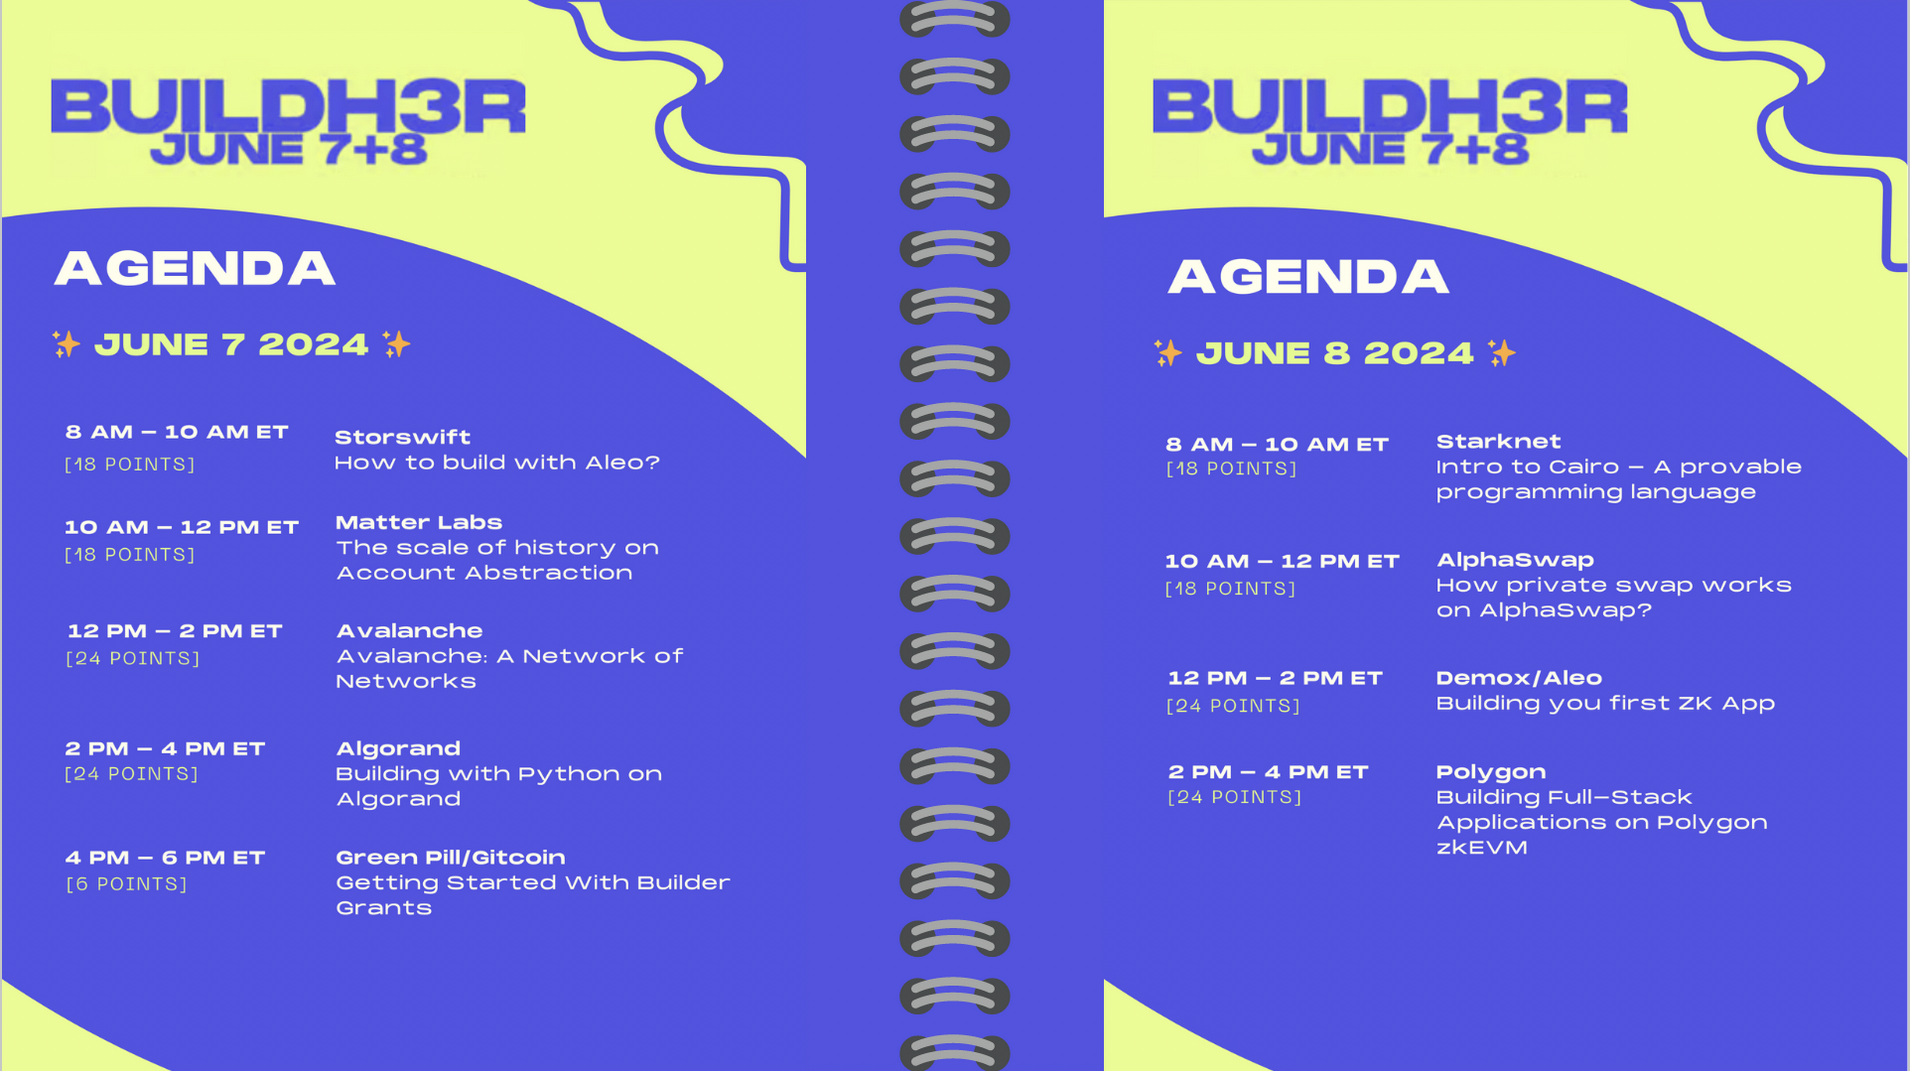 BUILDH3R
JUNE 7+8
AGENDA
✨ JUNE 7 2024 ✨
8 AM – 10 AM ET
[18 POINTS]
Storswift
How to build with Aleo?
10 AM – 12 PM ET
[18 POINTS]
Matter Labs
The scale of history on
Account Abstraction
12 PM – 2 PM ET
[24 POINTS]
Avalanche
Avalanche: A Network of
Networks
2 PM – 4 PM ET
[24 POINTS]
Algorand
Building with Python on
Algorand
4 PM – 6 PM ET
[6 POINTS]
Green Pill/Gitcoin
Getting Started With Builder
Grants
BUILDH3R
JUNE 7+8
AGENDA
✨ JUNE 8 2024 ✨
8 AM – 10 AM ET
[18 POINTS]
Starknet
Intro to Cairo – A provable
programming language
10 AM – 12 PM ET
[18 POINTS]
AlphaSwap
How private swap works
on AlphaSwap?
12 PM – 2 PM ET
[24 POINTS]
Demox/Aleo
Building you first ZK App
2 PM – 4 PM ET
[24 POINTS]
Polygon
Building Full–Stack
Applications on Polygon
zkEVM